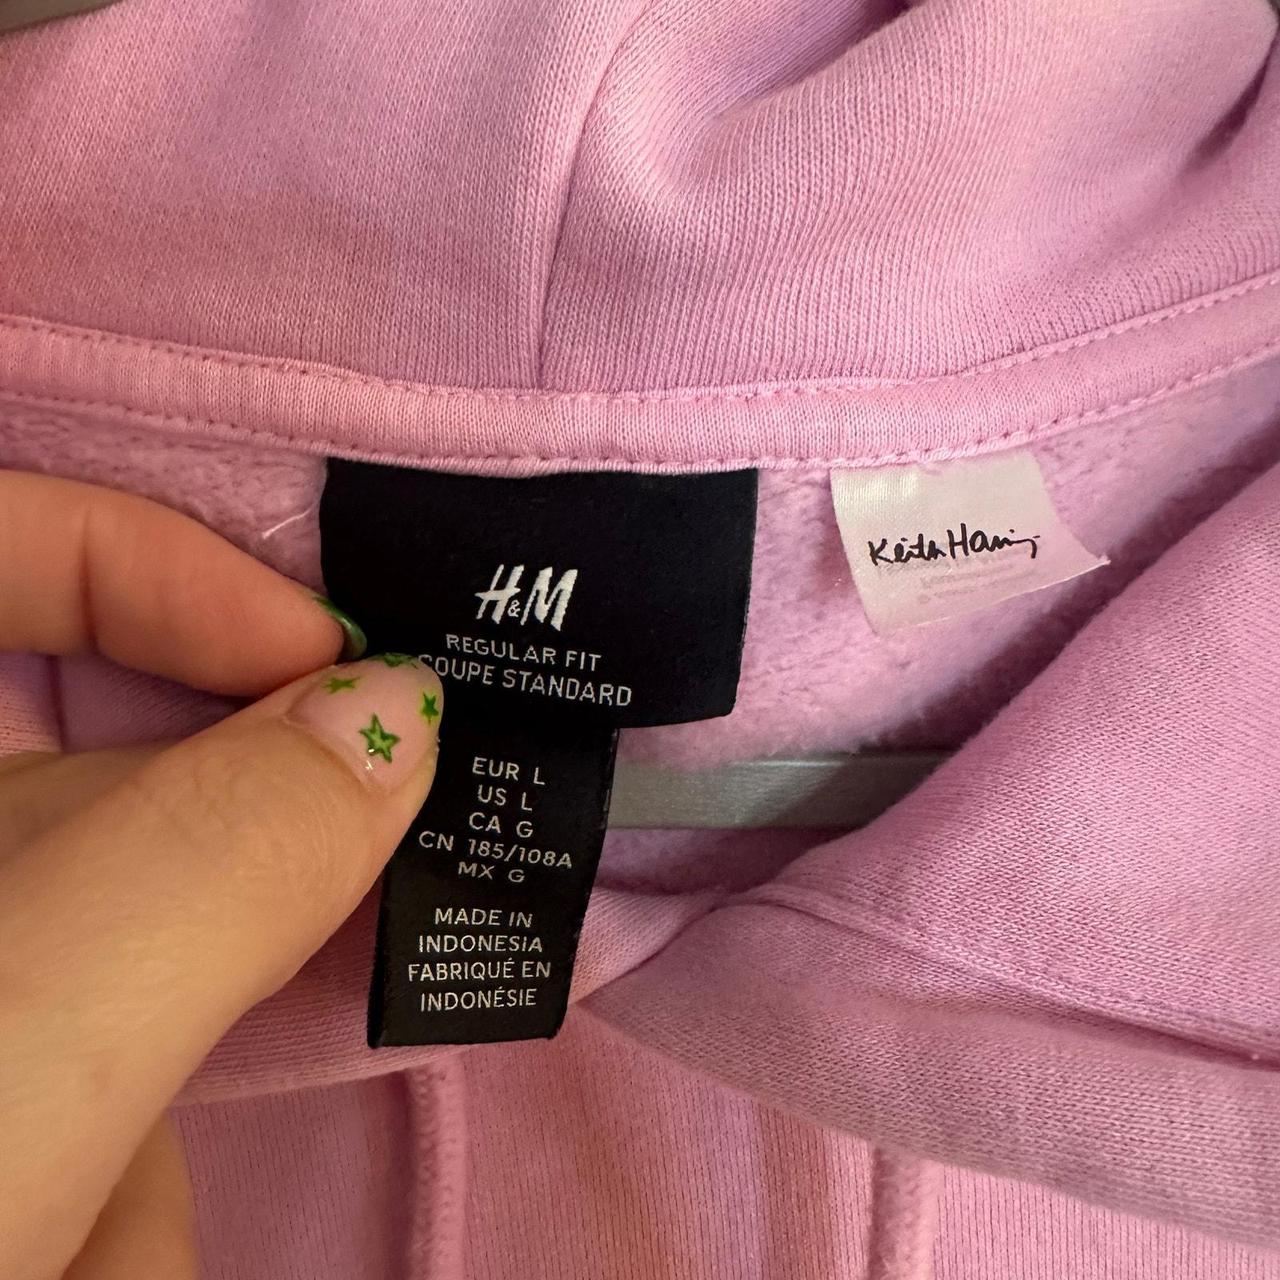 H&M
REGULAR FIT
COUPE STANDARD
EUR L
US L
CA G
CN 185/108A
MX G
MADE IN
INDONESIA
FABRIQUÉ EN
INDONÉSIE
Keith Haring